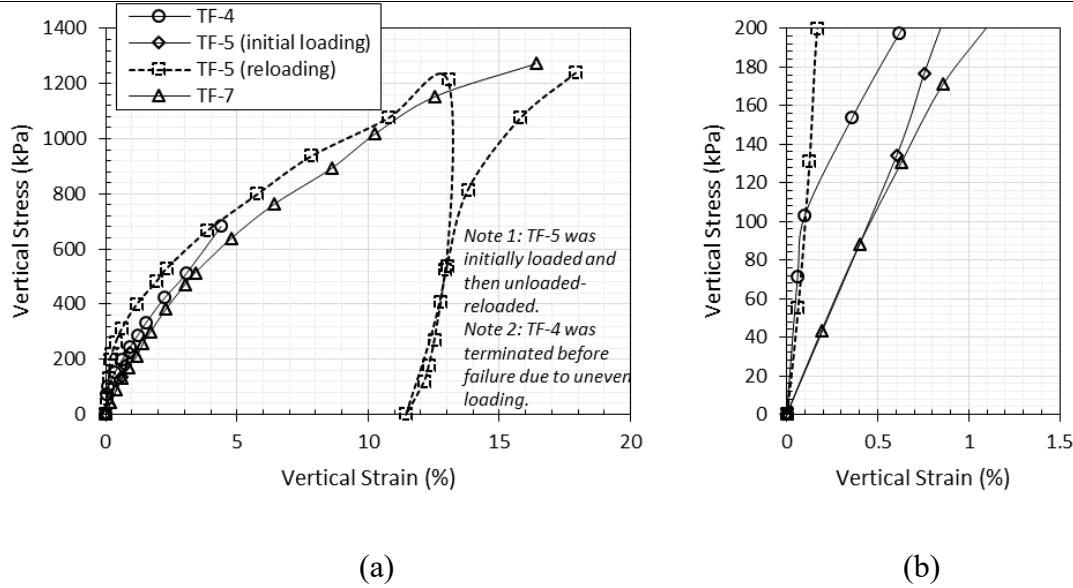 TF-4
TF-5 (initial loading)
TF-5 (reloading)
TF-7
1400
1200
1000
800
600
400
200
0
Vertical Stress (kPa)
0 5 10 15 20
Vertical Strain (%)
Note 1: TF-5 was
initially loaded and
then unloaded-
reloaded.
Note 2: TF-4 was
terminated before
failure due to uneven
loading.
(a)
200
180
160
140
120
100
80
60
40
20
0
Vertical Stress (kPa)
0 0.5 1 1.5
Vertical Strain (%)
(b)